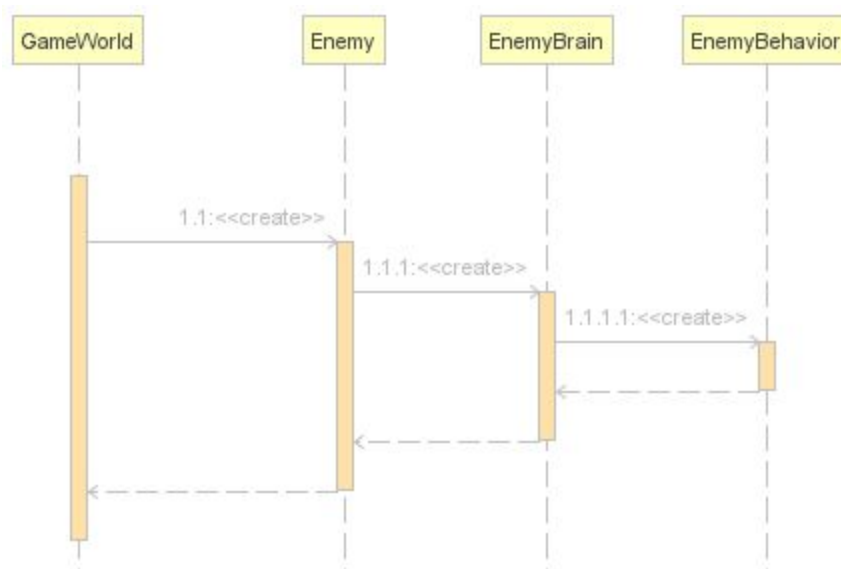 GameWorld
Enemy
EnemyBrain
EnemyBehavior
1.1:<<create>>
1.1.1:<<create>>
1.1.1.1:<<create>>